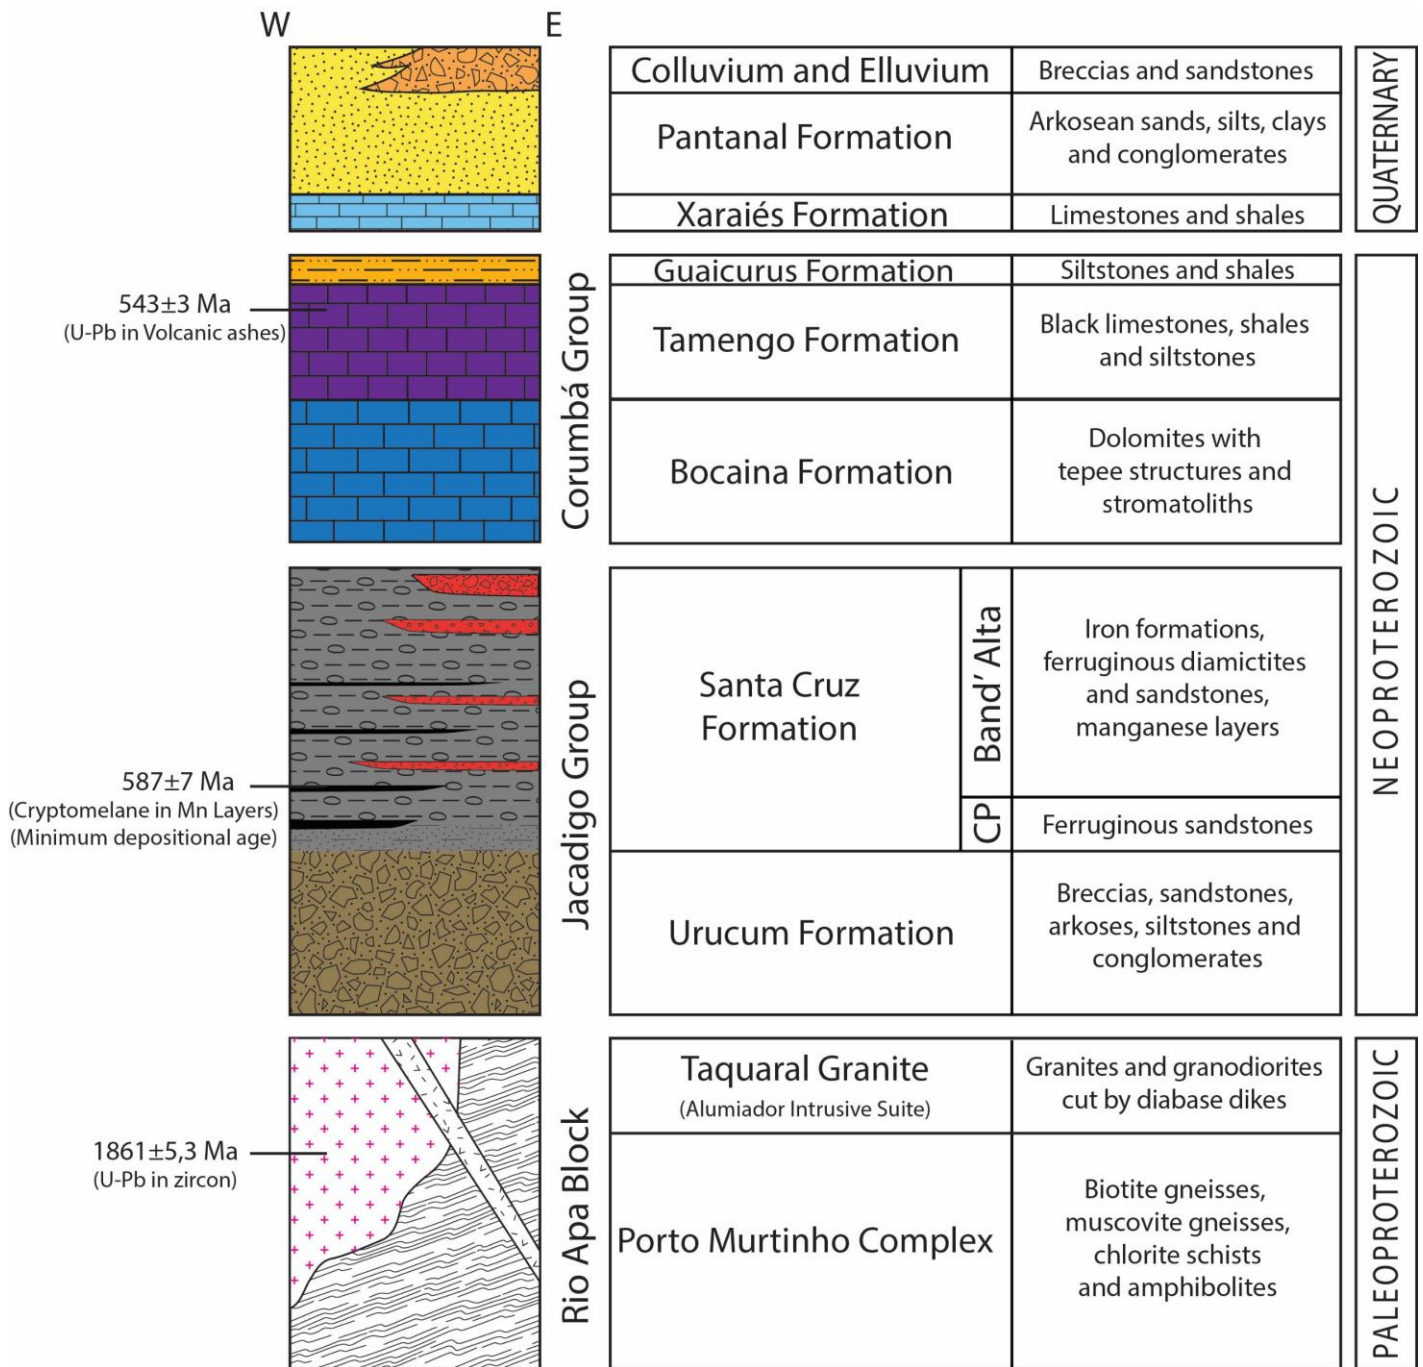 W
E
Colluvium and Elluvium
Breccias and sandstones
Pantanal Formation
Arkosean sands, silts, clays
and conglomerates
Xaraiés Formation
Limestones and shales
QUATERNARY
543±3 Ma
(U-Pb in Volcanic ashes)
Corumbá Group
Guaicurus Formation
Siltstones and shales
Tamengo Formation
Black limestones, shales
and siltstones
Bocaina Formation
Dolomites with
tepee structures and
stromatoliths
NEOPROTEROZOIC
587±7 Ma
(Cryptomelane in Mn Layers)
(Minimum depositional age)
Jacadigo Group
Santa Cruz
Formation
Band' Alta
Iron formations,
ferruginous diamictites
and sandstones,
manganese layers
CP
Ferruginous sandstones
Urucum Formation
Breccias, sandstones,
arkoses, siltstones and
conglomerates
1861±5,3 Ma
(U-Pb in zircon)
Rio Apa Block
Taquaral Granite
(Alumiador Intrusive Suite)
Granites and granodiorites
cut by diabase dikes
Porto Murtinho Complex
Biotite gneisses,
muscovite gneisses,
chlorite schists
and amphibolites
PALEOPROTEROZOIC